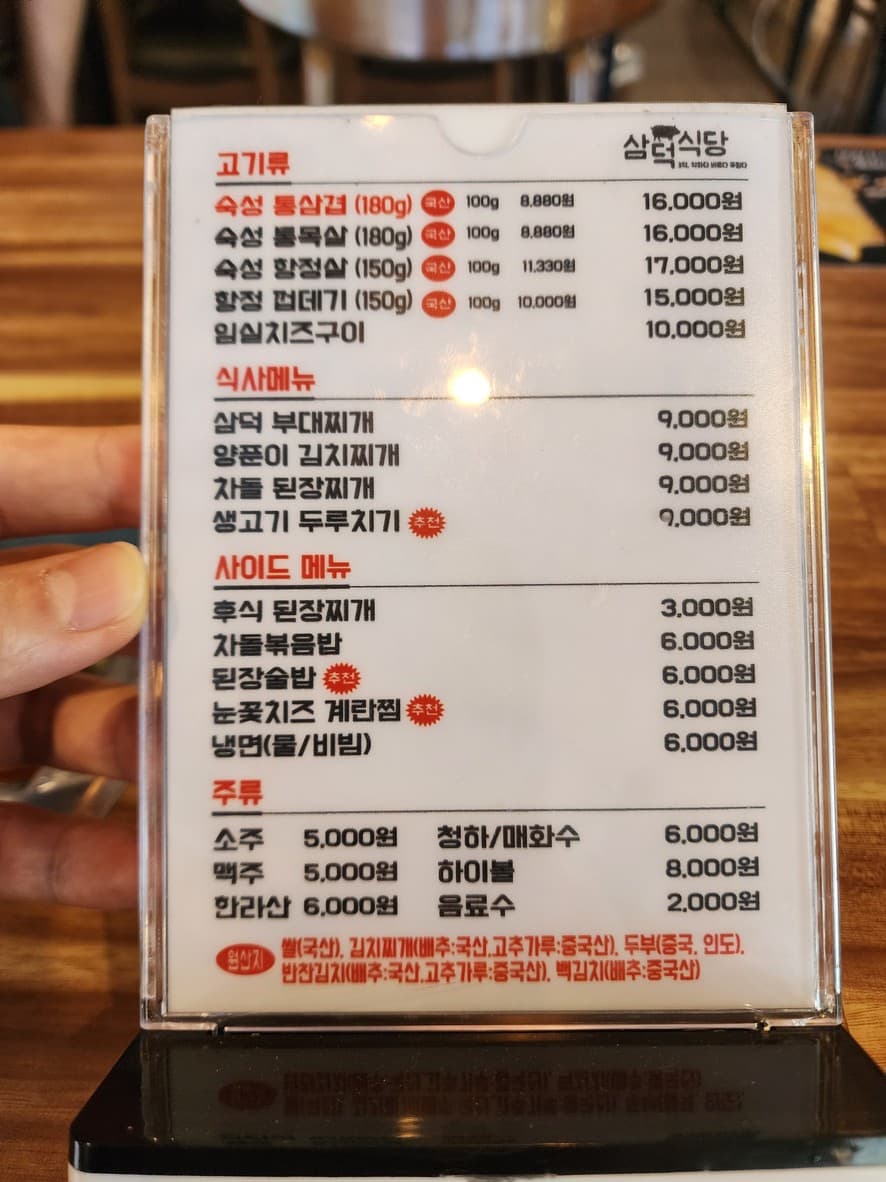 삼덕식당
고기류
숙성 통삼겹 (180g) 국산 100g 8,880원 16,000원
숙성 통목살 (180g) 국산 100g 8,880원 16,000원
숙성 항정살 (150g) 국산 100g 11,330원 17,000원
항정 껍데기 (150g) 국산 100g 10,000원 15,000원
임실치즈구이 10,000원
식사메뉴
삼덕 부대찌개 9,000원
양푼이 김치찌개 9,000원
차돌 된장찌개 9,000원
생고기 두루치기 추천 9,000원
사이드 메뉴
후식 된장찌개 3,000원
차돌볶음밥 6,000원
된장술밥 추천 6,000원
눈꽃치즈 계란찜 추천 6,000원
냉면(물/비빔) 6,000원
주류
소주 5,000원 청하/매화수 6,000원
맥주 5,000원 하이볼 8,000원
한라산 6,000원 음료수 2,000원
원산지 쌀(국산), 김치찌개(배추:국산,고추가루:중국산), 두부(중국, 인도),
반찬김치(배추:국산,고추가루:중국산), 백김치(배추:중국산)